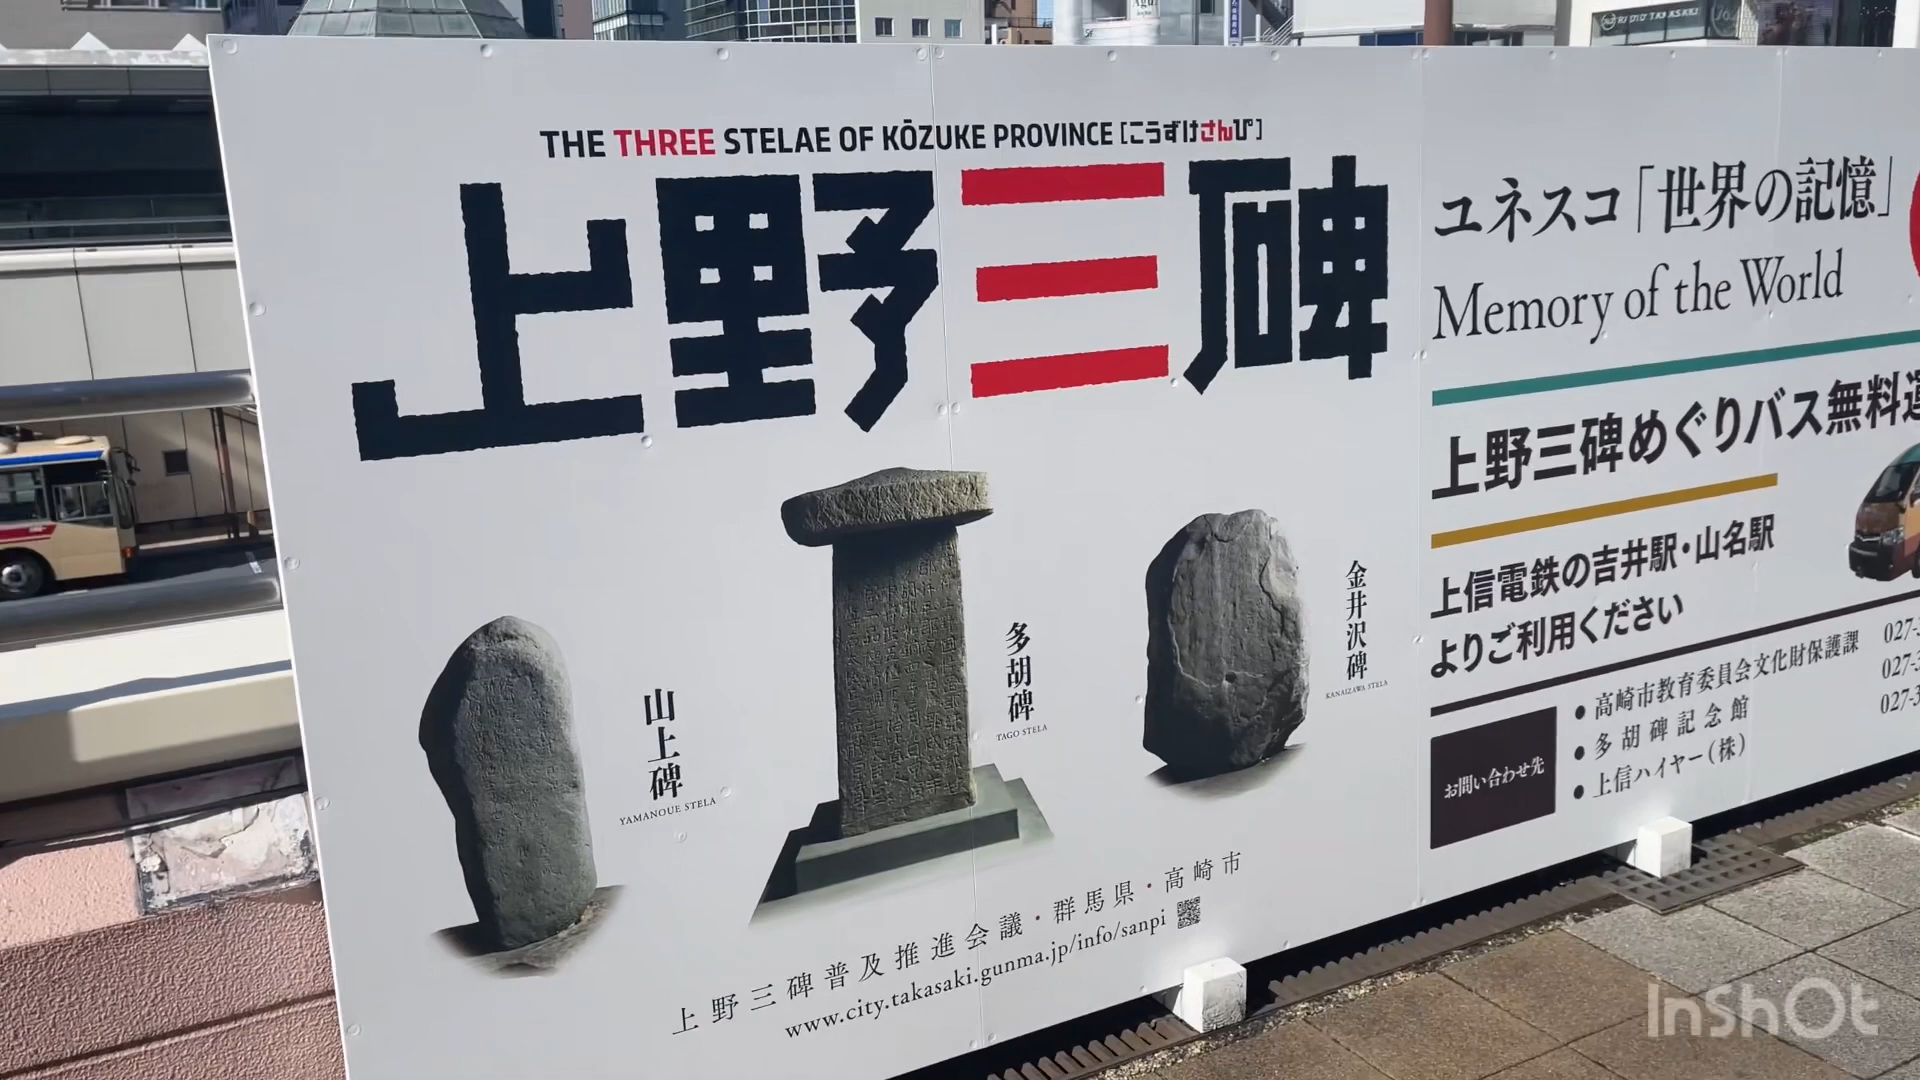 THE THREE STELAE OF KŌZUKE PROVINCE [こうずけさんぴ]
上野三碑
山上碑
YAMANOUE STELA
多胡碑
TAGO STELA
金井沢碑
KANAIZAWA STELA
上野三碑普及推進会議・群馬県・高崎市
www.city.takasaki.gunma.jp/info/sanpi
ユネスコ「世界の記憶」
Memory of the World
上野三碑めぐりバス無料運
上信電鉄の吉井駅・山名駅
よりご利用ください
お問い合わせ先
●高崎市教育委員会文化財保護課 027-3
●多胡碑記念館 027-3
●上信ハイヤー(株) 027-3
RADIO TAKASAKI
InShOt